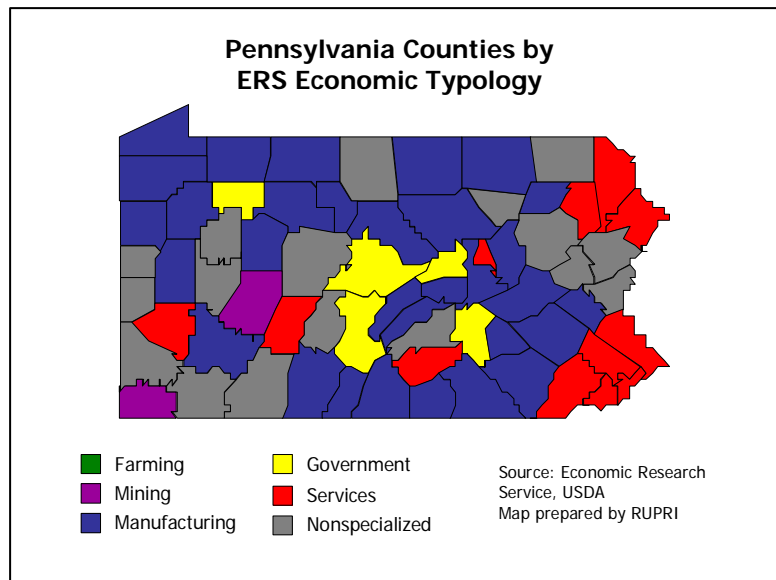 Pennsylvania Counties by
ERS Economic Typology
Farming
Mining
Manufacturing
Government
Services
Nonspecialized
Source: Economic Research
Service, USDA
Map prepared by RUPRI